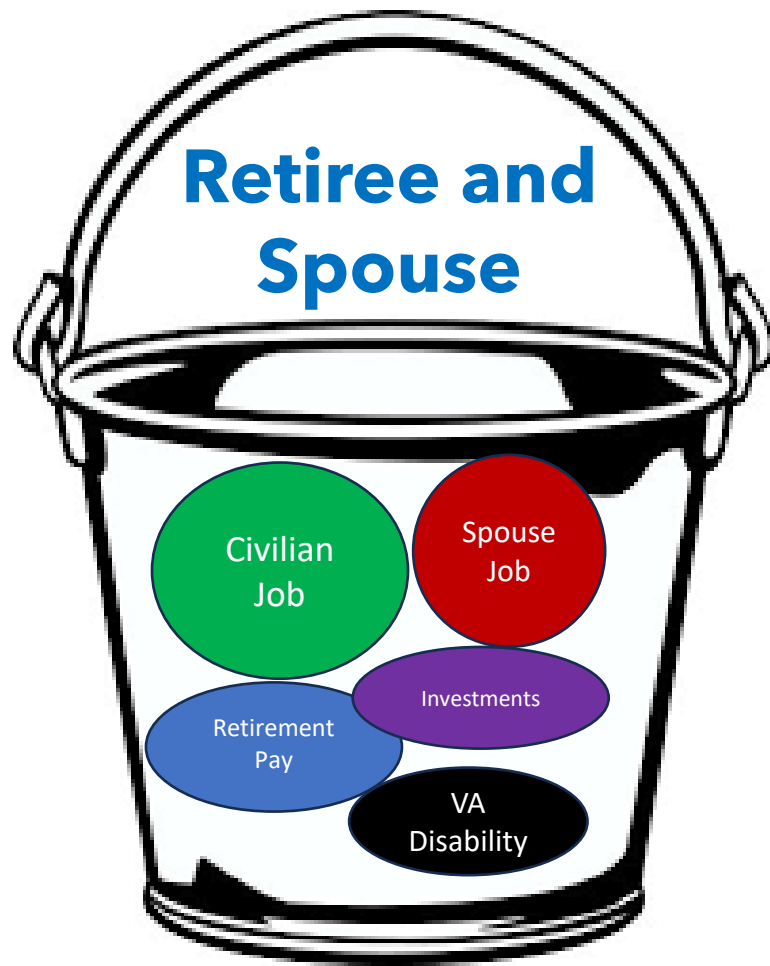 Retiree and
Spouse
Civilian
Job
Spouse
Job
Investments
Retirement
Pay
VA
Disability